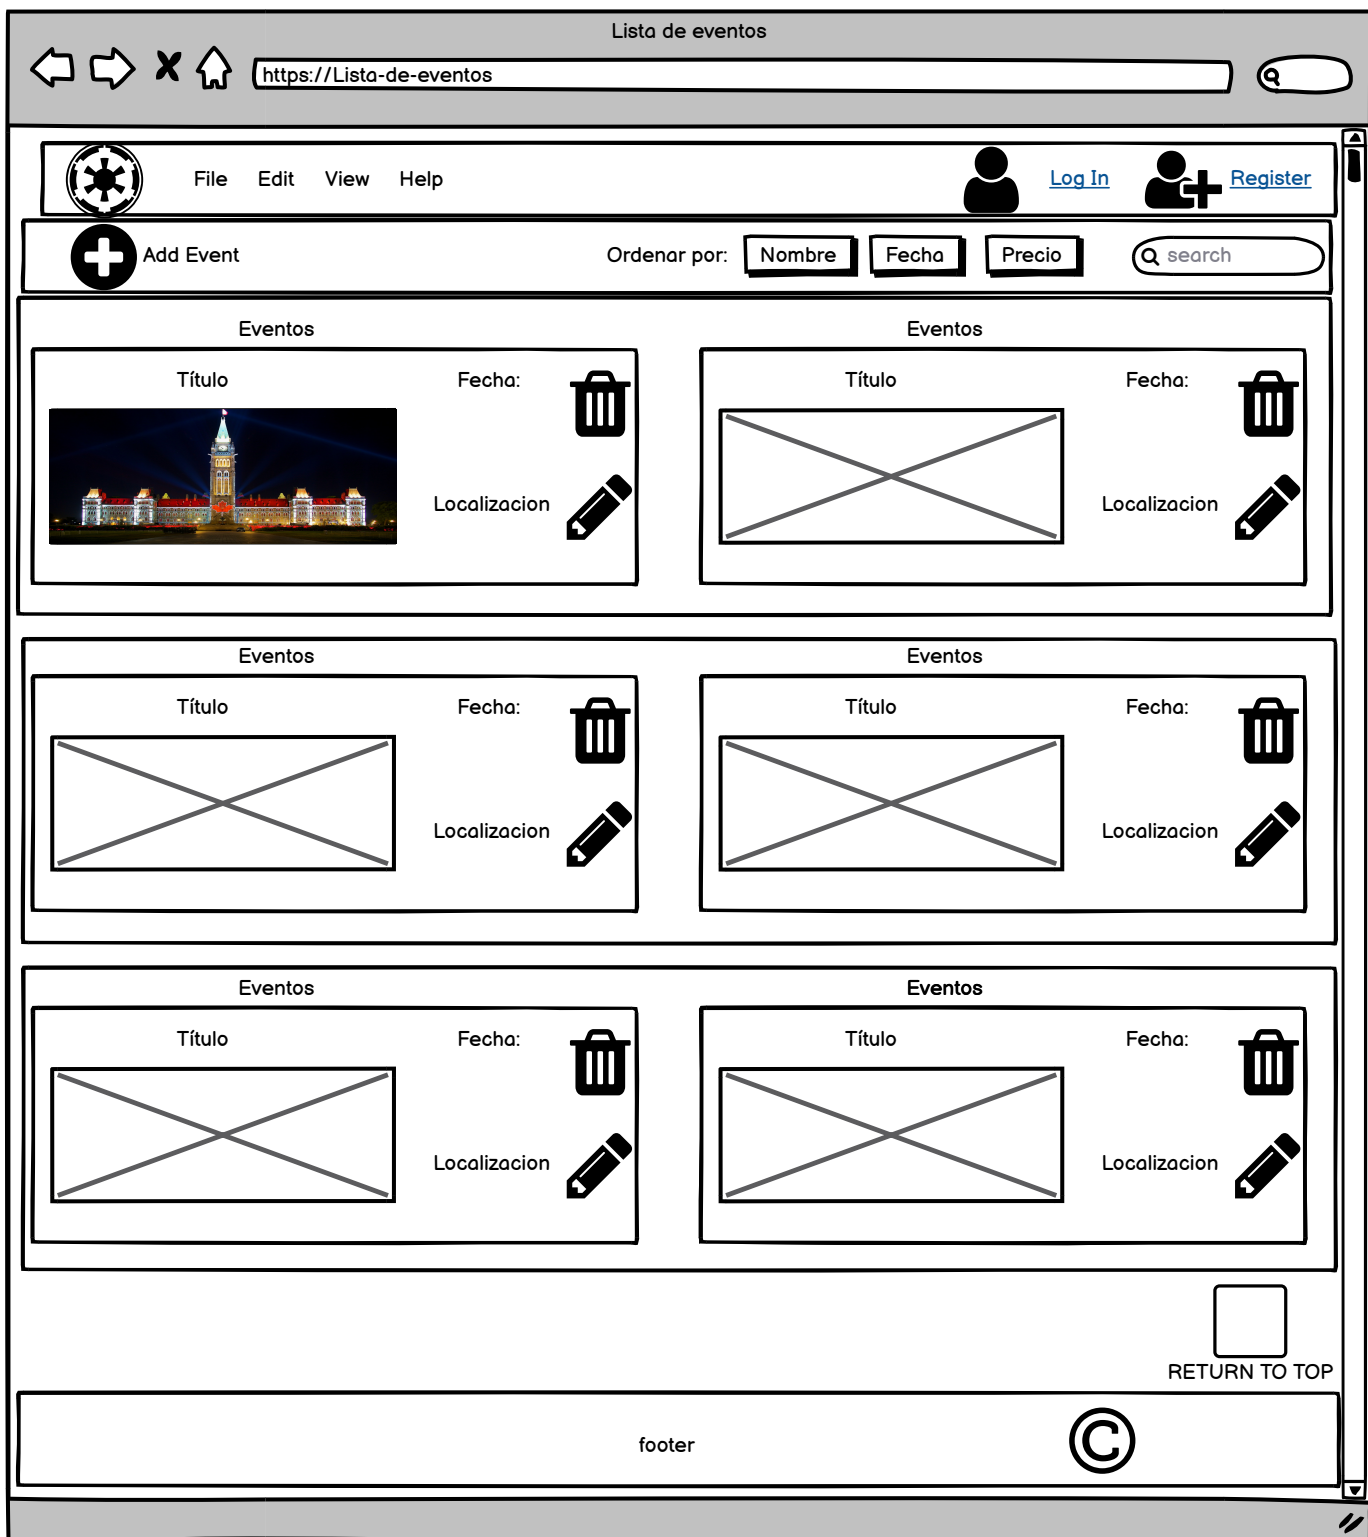 Lista de eventos
https://Lista-de-eventos
File Edit View Help Log In Register
Add Event Ordenar por: Nombre Fecha Precio search
Eventos Eventos
Título Fecha: Título Fecha:
Localizacion Localizacion
Eventos Eventos
Título Fecha: Título Fecha:
Localizacion Localizacion
Eventos Eventos
Título Fecha: Título Fecha:
Localizacion Localizacion
RETURN TO TOP
footer ©